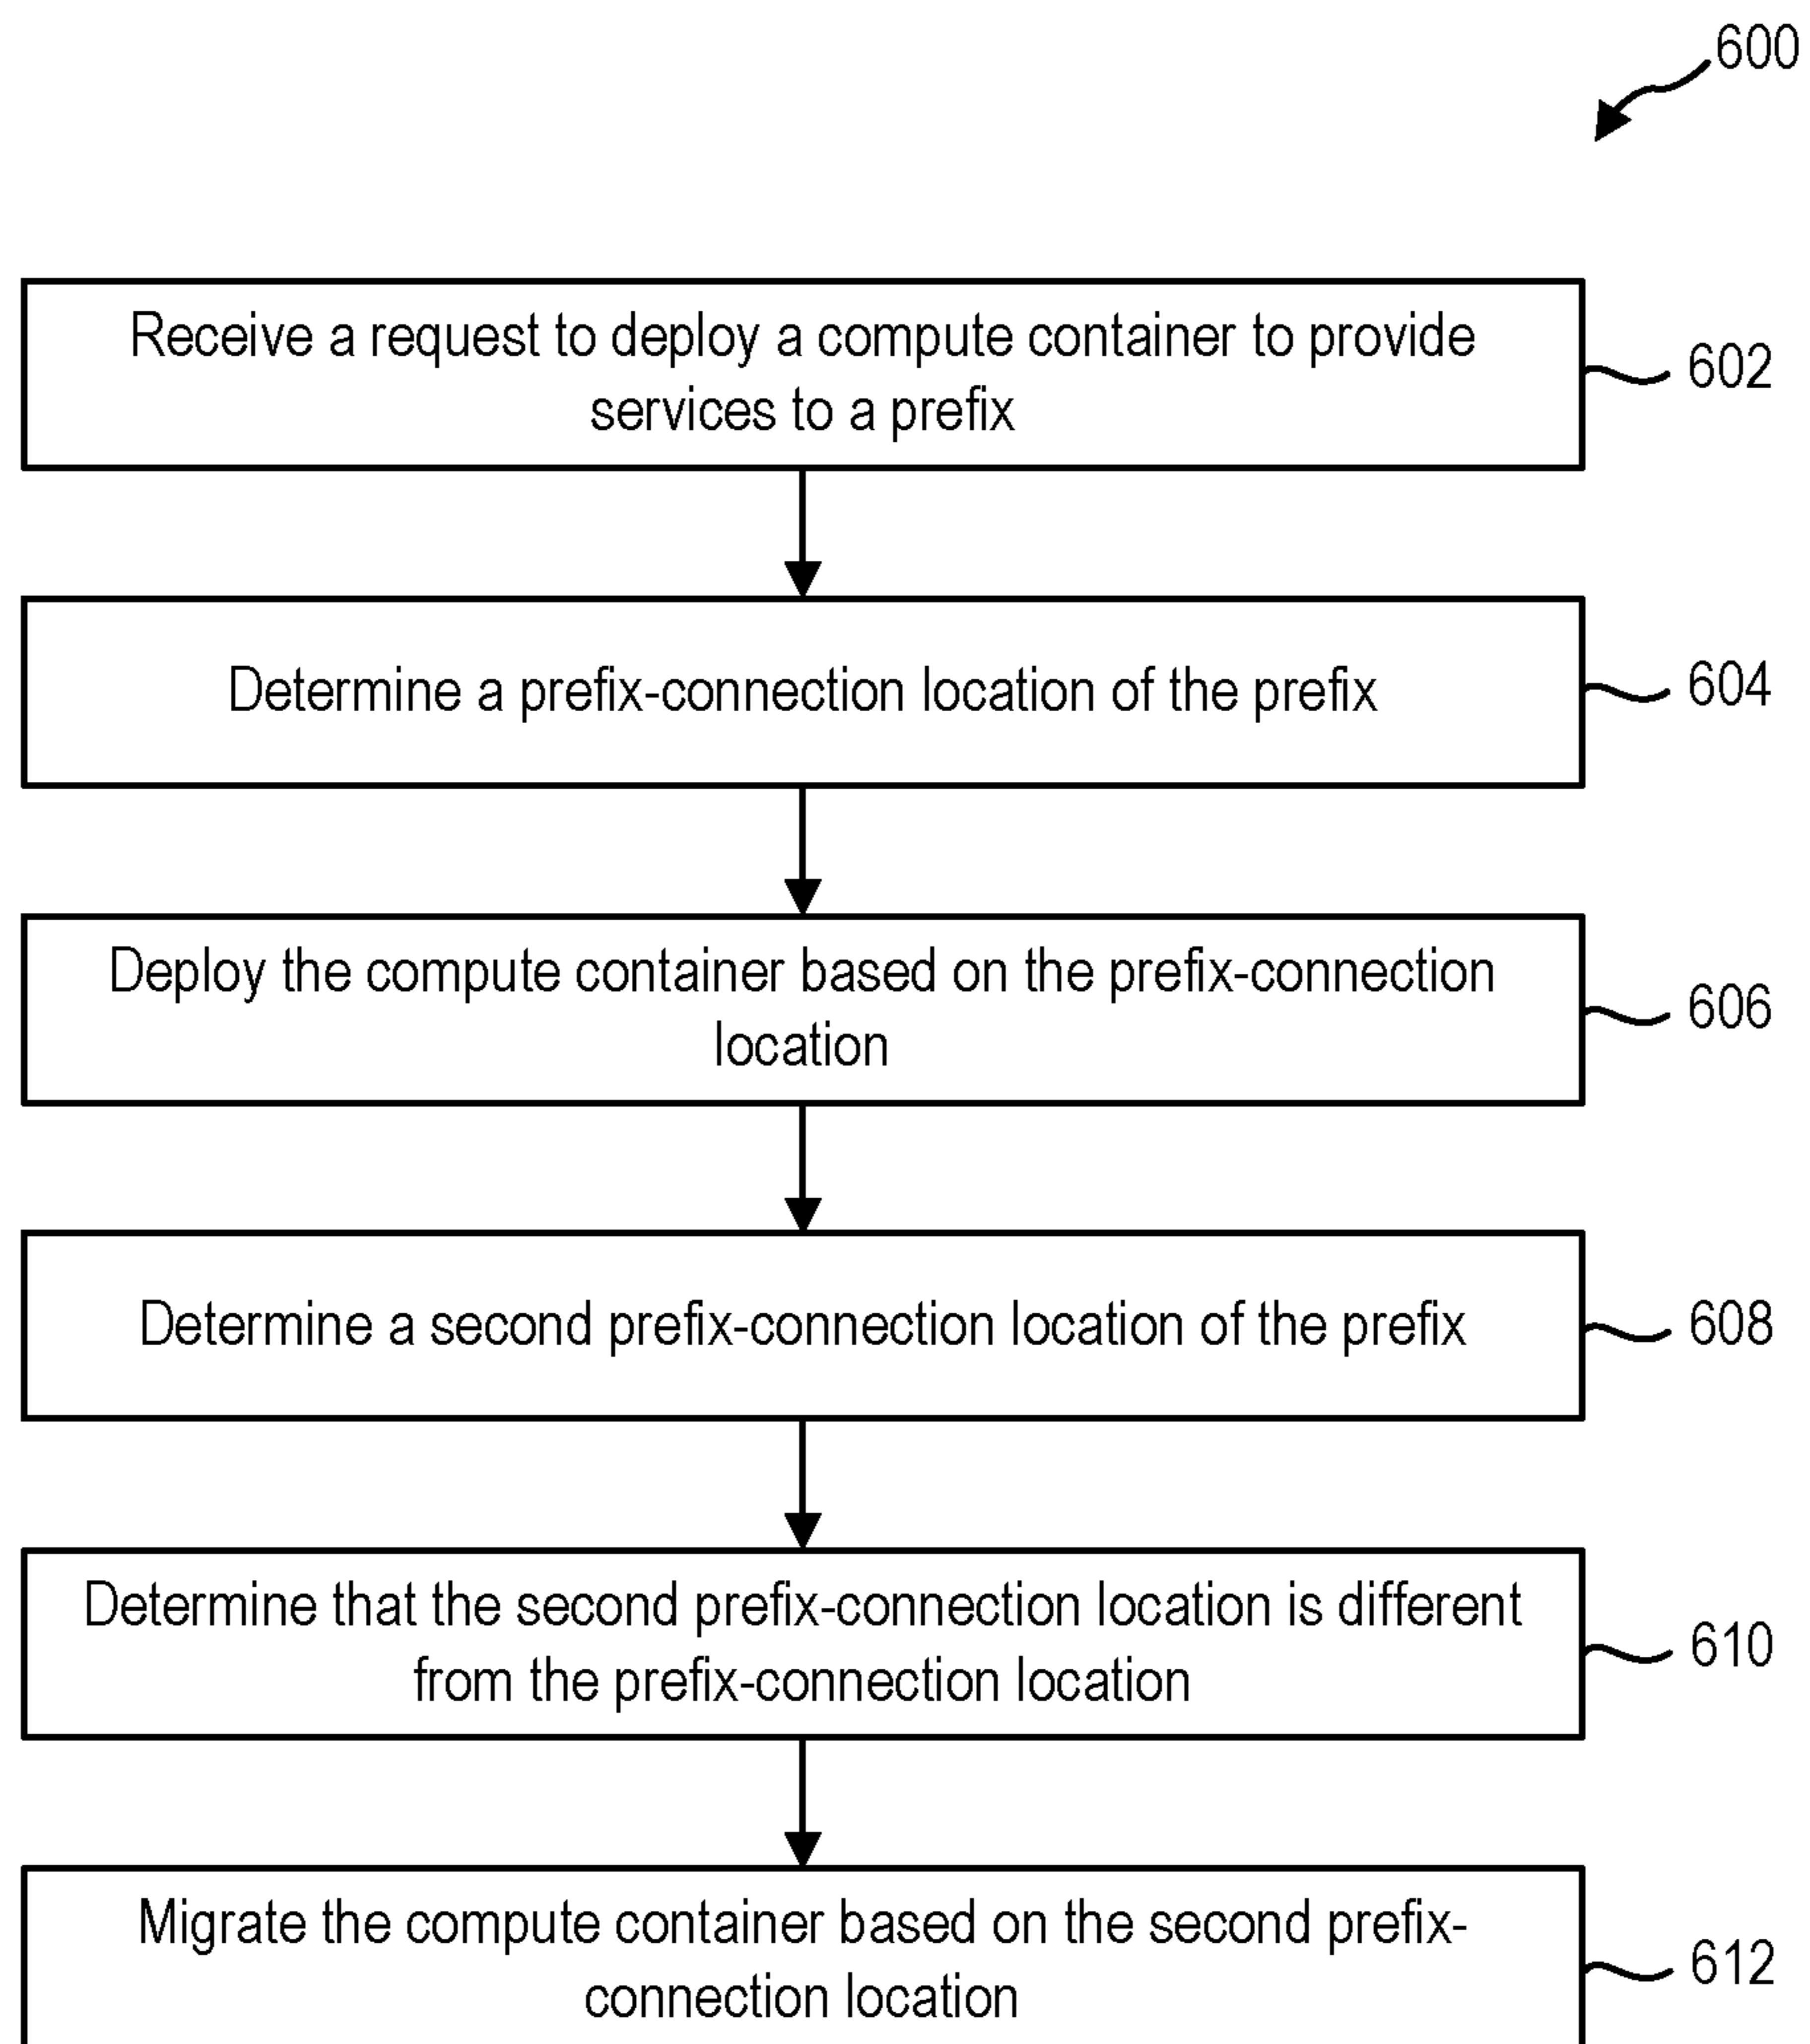 600
Receive a request to deploy a compute container to provide
services to a prefix
602
Determine a prefix-connection location of the prefix
604
Deploy the compute container based on the prefix-connection
location
606
Determine a second prefix-connection location of the prefix
608
Determine that the second prefix-connection location is different
from the prefix-connection location
610
Migrate the compute container based on the second prefix-
connection location
612